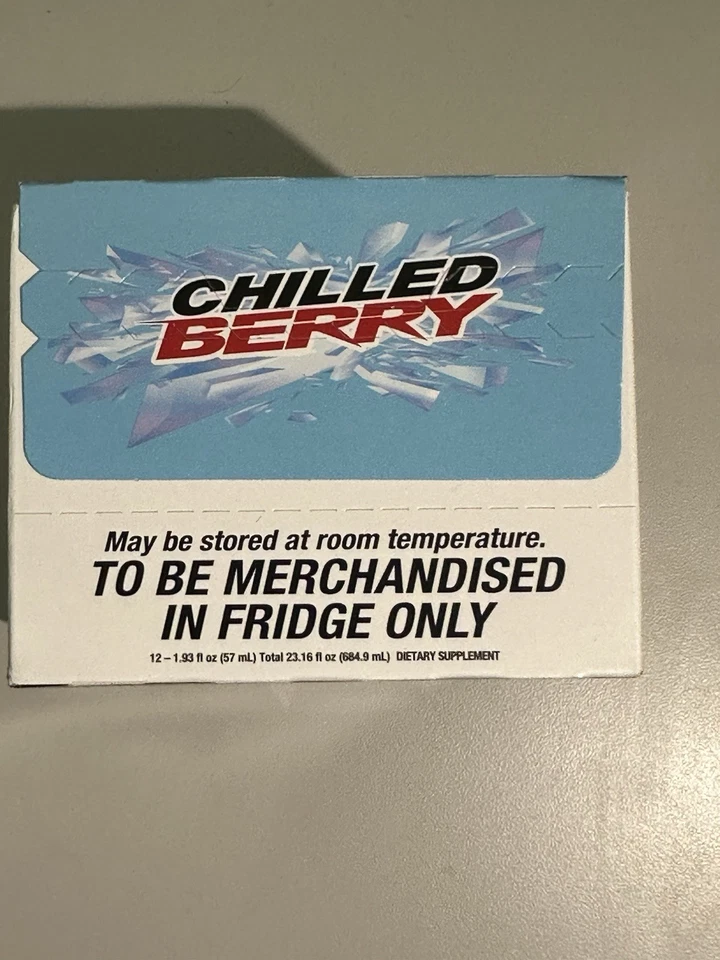 CHILLED
BERRY
May be stored at room temperature.
TO BE MERCHANDISED
IN FRIDGE ONLY
12 – 1.93 fl oz (57 mL) Total 23.16 fl oz (684.9 mL) DIETARY SUPPLEMENT